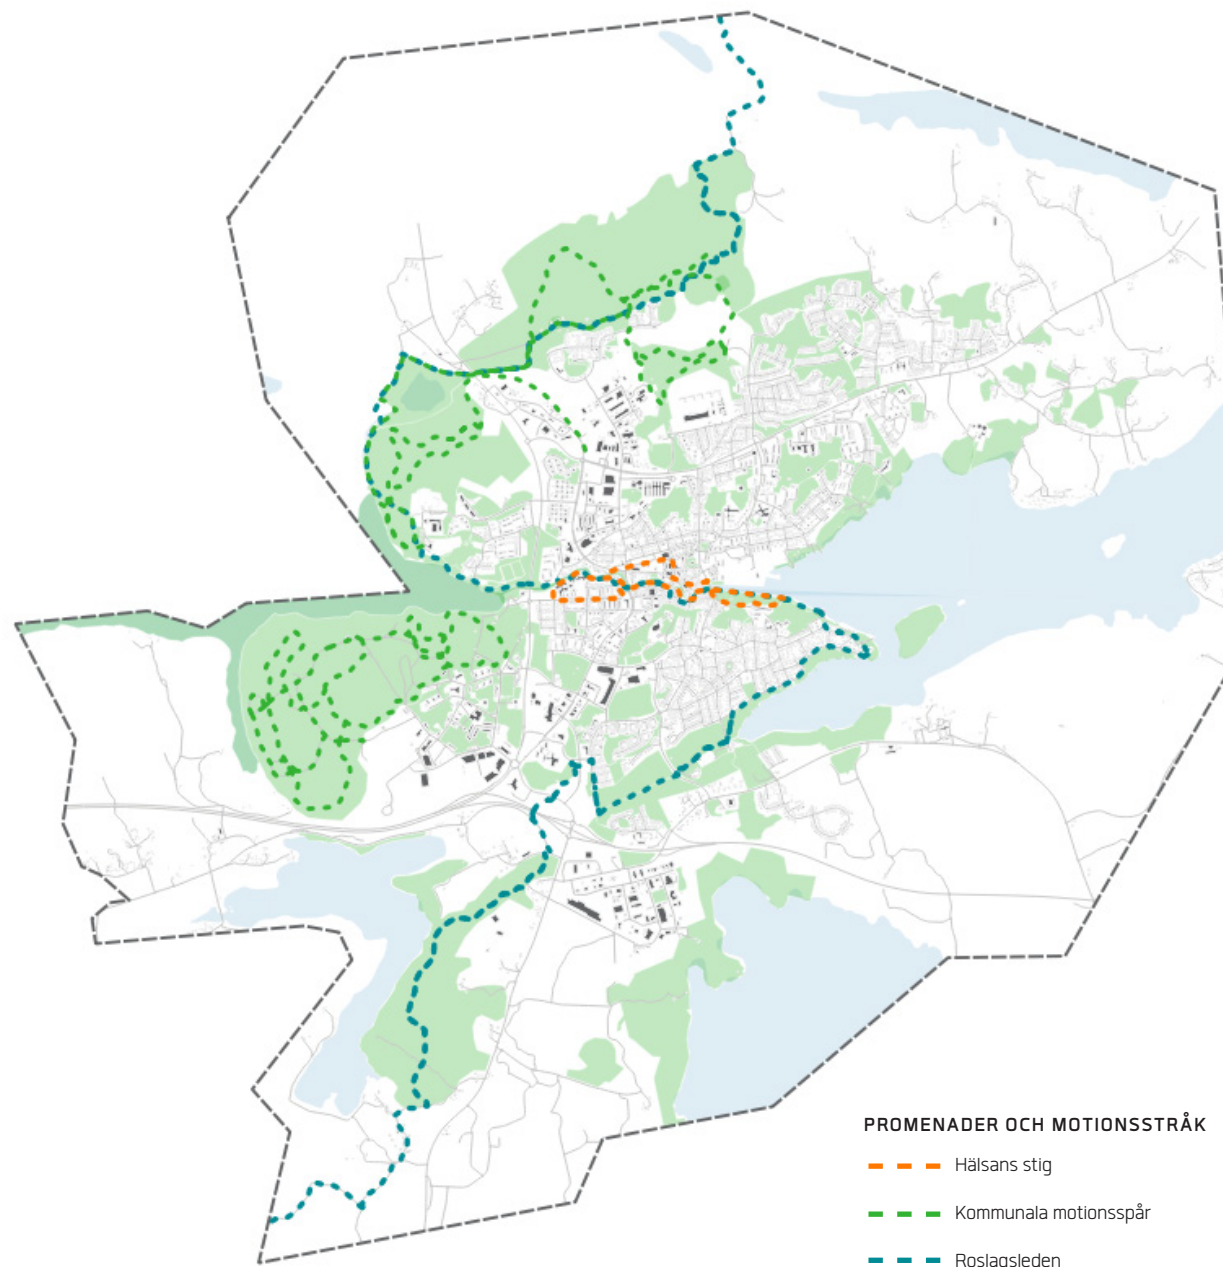 PROMENADER OCH MOTIONSSTRÅK
Hälsans stig
Kommunala motionsspår
Roslagsleden